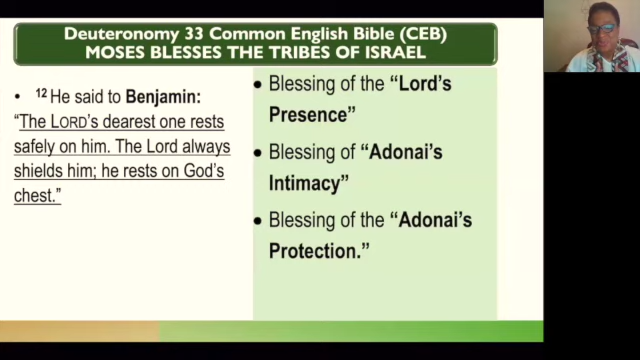 Deuteronomy 33 Common English Bible (CEB)
MOSES BLESSES THE TRIBES OF ISRAEL
• 12 He said to Benjamin:
“The LORD’s dearest one rests
safely on him. The Lord always
shields him; he rests on God’s
chest.”
• Blessing of the “Lord’s
Presence”
• Blessing of “Adonai’s
Intimacy”
• Blessing of the “Adonai’s
Protection.”